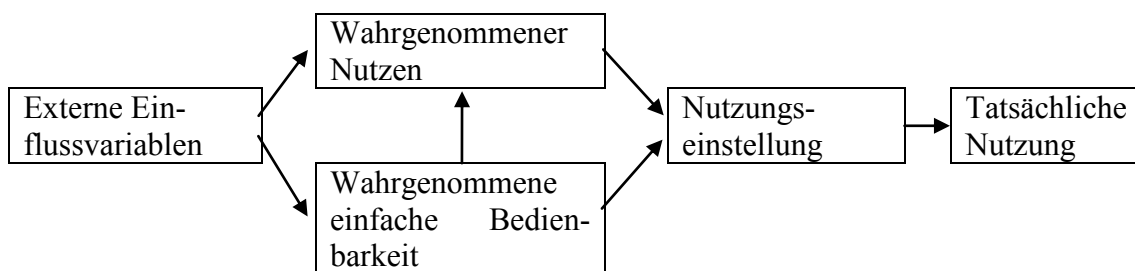 Wahrgenommener
Nutzen
Externe Ein-
flussvariablen
Nutzungs-
einstellung
Tatsächliche
Nutzung
Wahrgenommene
einfache Bedien-
barkeit